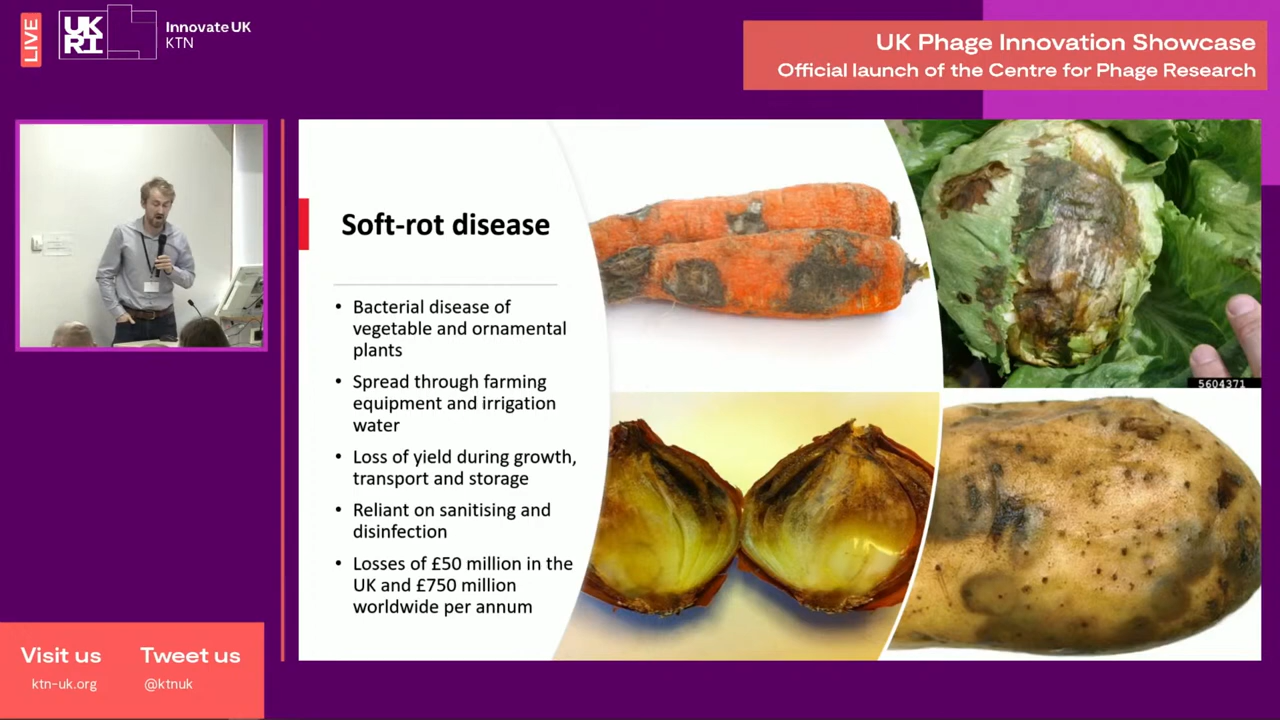 LIVE
UK
RI
Innovate UK
KTN
UK Phage Innovation Showcase
Official launch of the Centre for Phage Research
Soft-rot disease
• Bacterial disease of
vegetable and ornamental
plants
• Spread through farming
equipment and irrigation
water
• Loss of yield during growth,
transport and storage
• Reliant on sanitising and
disinfection
• Losses of £50 million in the
UK and £750 million
worldwide per annum
5604371
Visit us
ktn-uk.org
Tweet us
@ktnuk